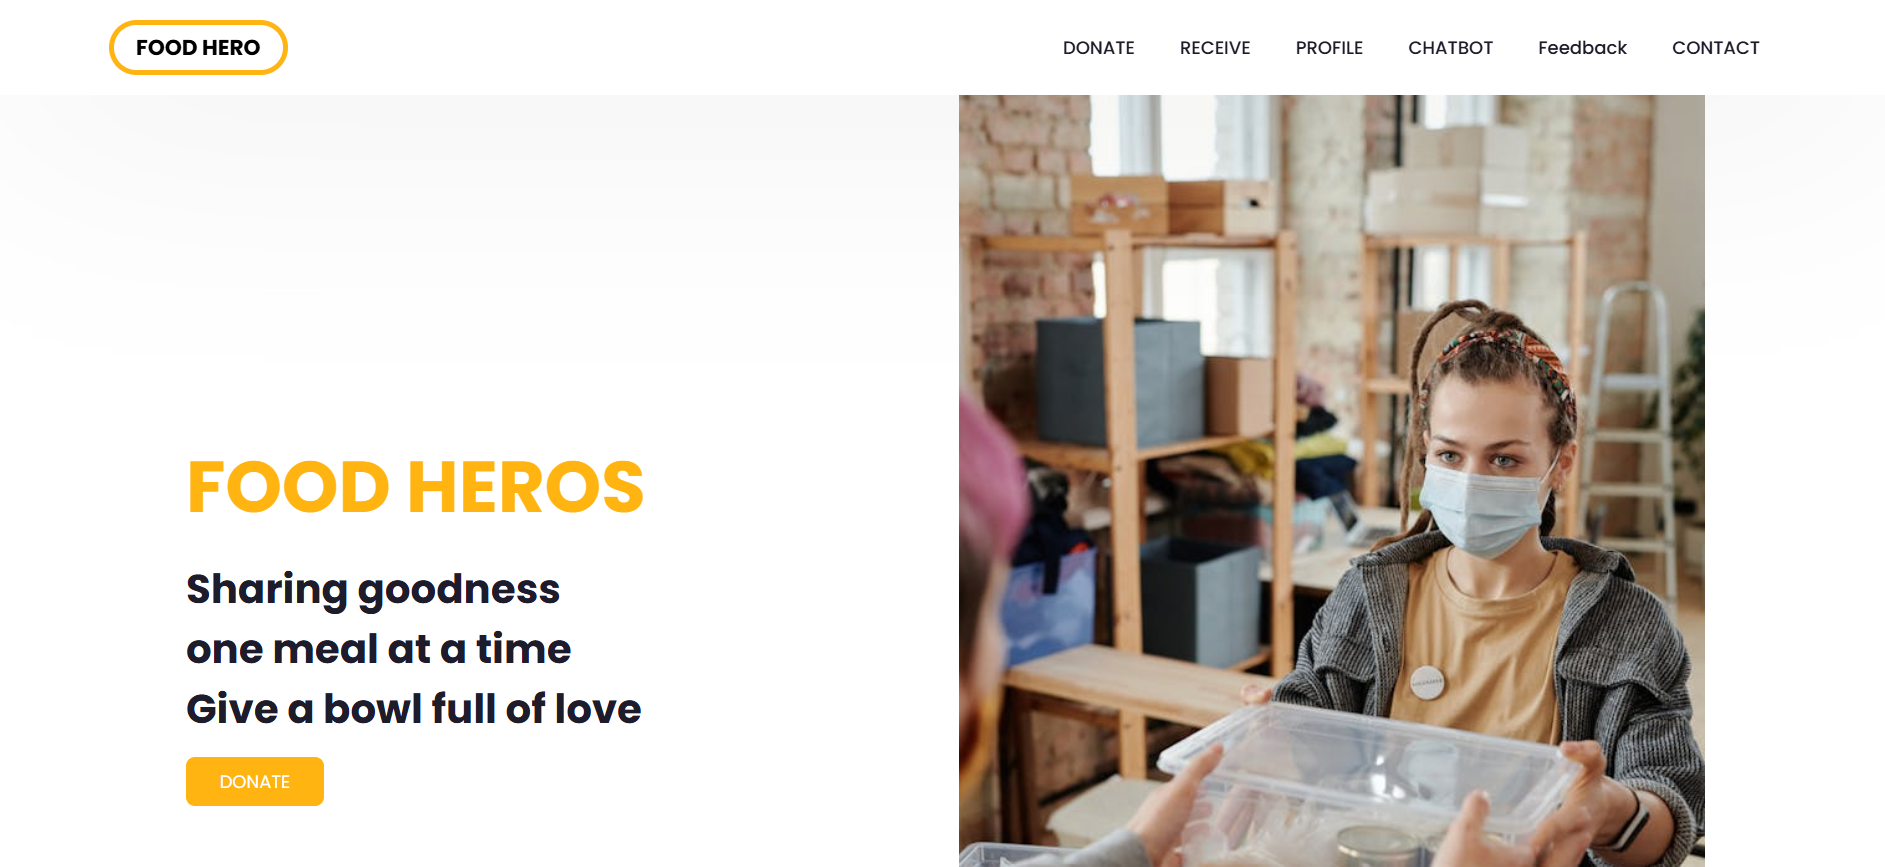 FOOD HERO
DONATE RECEIVE PROFILE CHATBOT Feedback CONTACT
FOOD HEROS
Sharing goodness
one meal at a time
Give a bowl full of love
DONATE